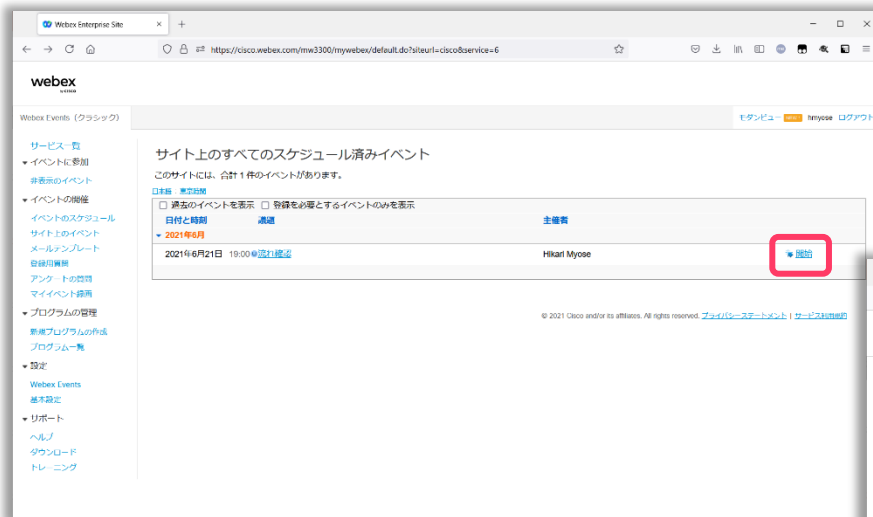 Webex Enterprise Site
https://cisco.webex.com/mw3300/mywebex/default.do?siteurl=cisco&service=6
webex
by CISCO
Webex Events (クラシック)
モダンビュー hmyose ログアウト
サービス一覧
イベントに参加
非表示のイベント
イベントの開催
イベントのスケジュール
サイト上のイベント
メールテンプレート
登録用質問
アンケートの質問
マイイベント録画
プログラムの管理
新規プログラムの作成
プログラム一覧
設定
Webex Events
基本設定
サポート
ヘルプ
ダウンロード
トレーニング
サイト上のすべてのスケジュール済みイベント
このサイトには、合計 1 件のイベントがあります。
日本語 東京時間
過去のイベントを表示 登録を必要とするイベントのみを表示
日付と時刻 議題 主催者
2021年6月
2021年6月21日 19:00 流れ確認 Hikari Myose 開始
© 2021 Cisco and/or its affiliates. All rights reserved. プライバシーステートメント | サービス利用規約